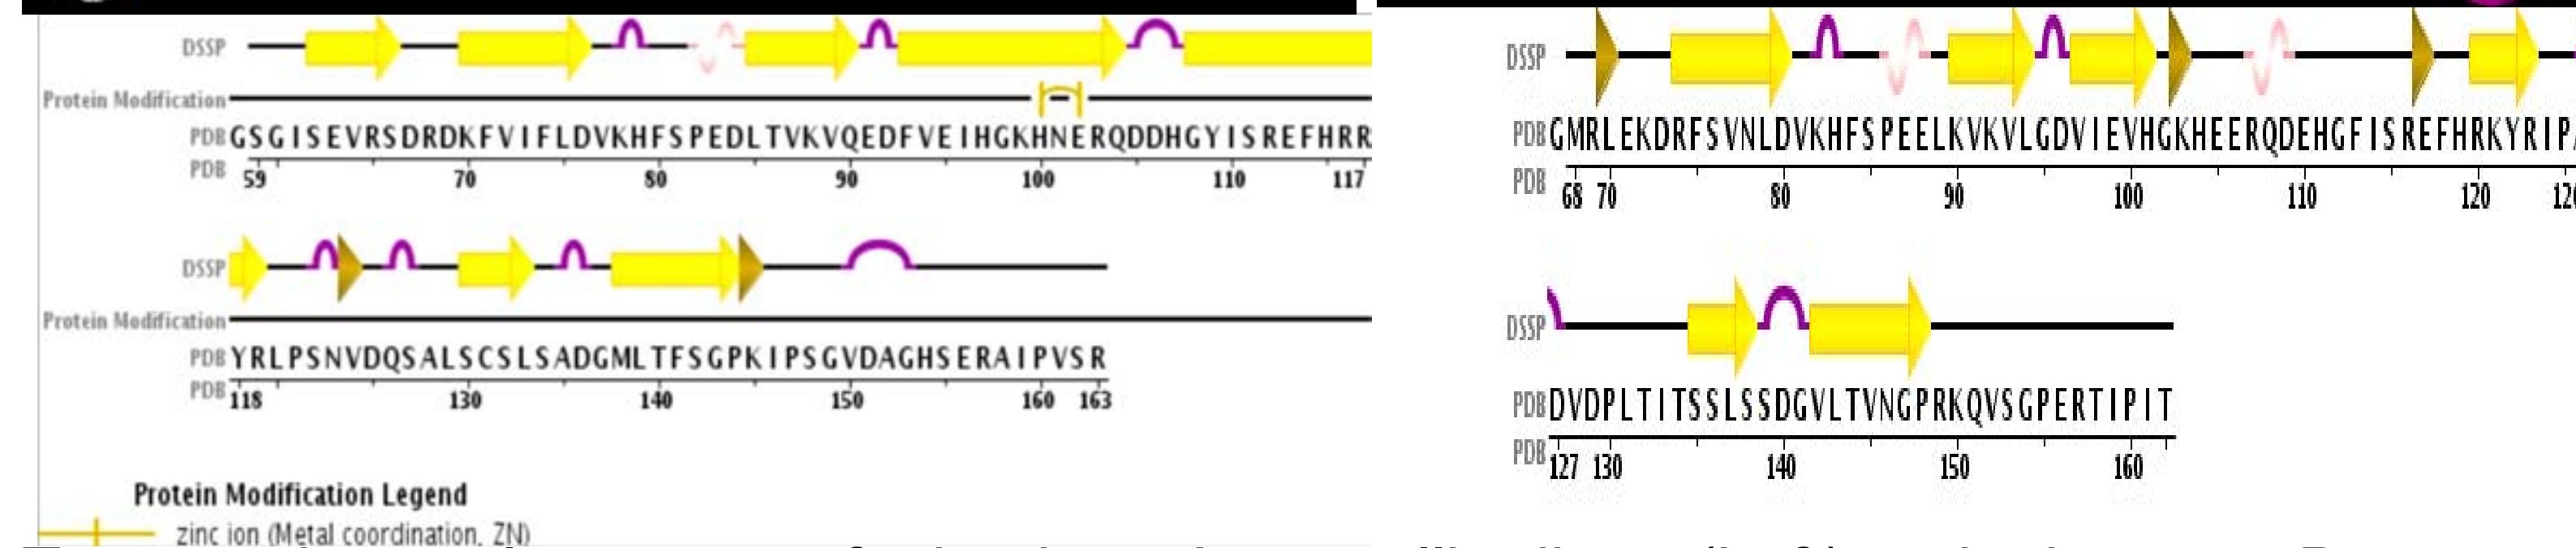 DSSP
Protein Modification
PDB GSGISEVRSDRDKFVIFLDVKHFSPEDLTVKVQEDFVEIHGKHNERQDDHGYISREFHRR
PDB 59 70 80 90 100 110 117
DSSP
Protein Modification
PDB YRLPSNVDQSALSCSLSADGMLTFSGPKIPSGVDAGHSERAIPVSR
PDB 118 130 140 150 160 163
Protein Modification Legend
zinc ion (Metal coordination, ZN)
DSSP
PDB GMRLEKDRFSVNLDVKHFSPEELKVKVLGDVIEVHGKHEERQDEHGFISREFHRKYRIP
PDB 68 70 80 90 100 110 120
DSSP
PDB DVDPLTITSSLSSDGVLTVNGPRKQVSGPERTIPIT
PDB 127 130 140 150 160